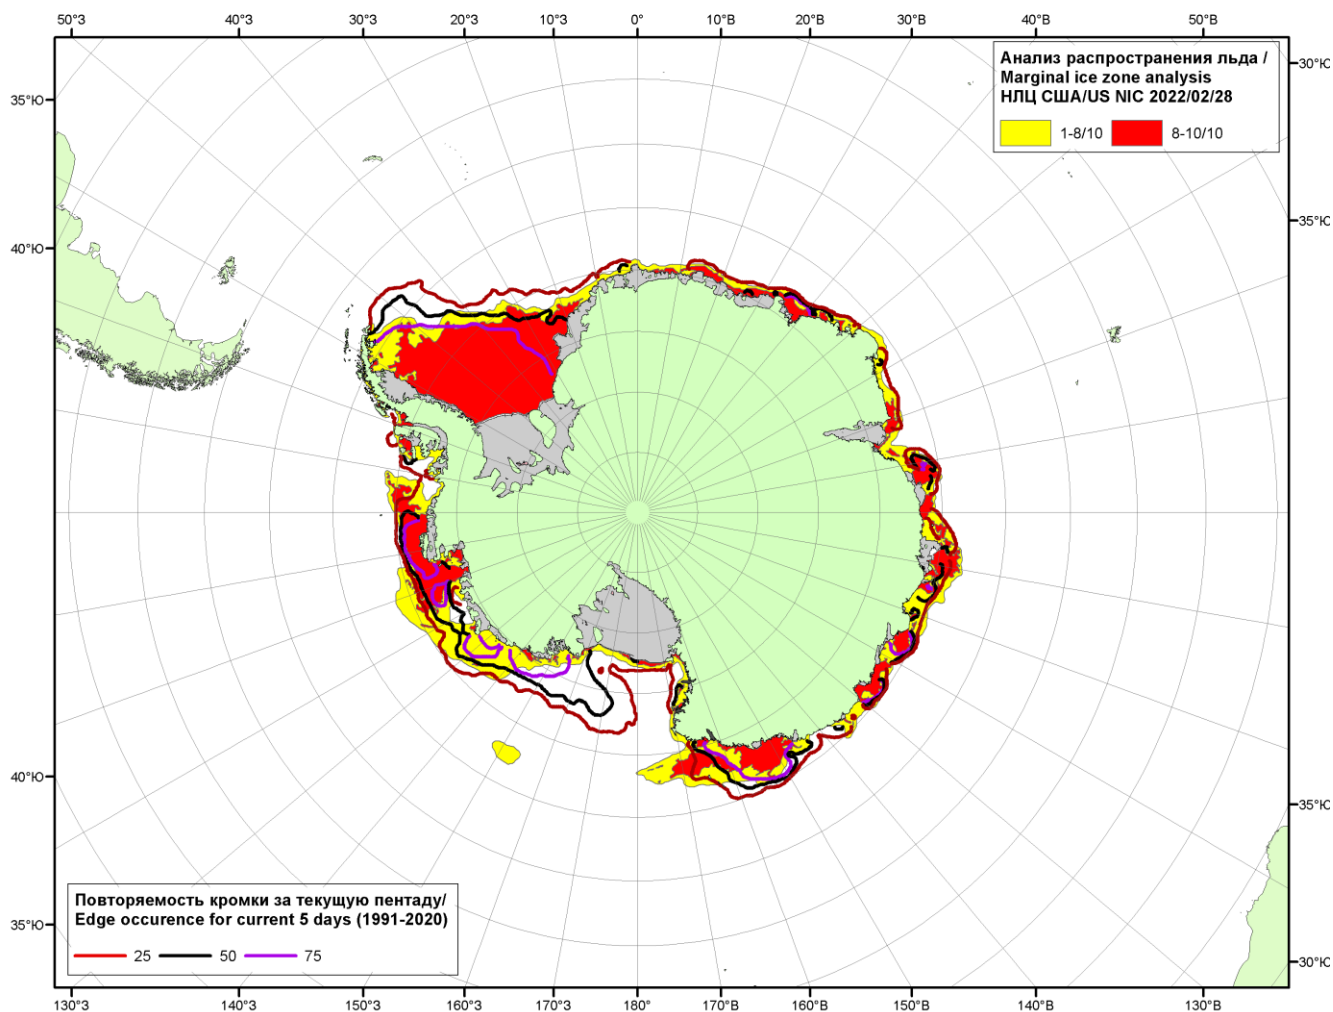 50°З 40°З 30°З 20°З 10°З 0° 10°В 20°В 30°В 40°В 50°В
Анализ распространения льда /
Marginal ice zone analysis
НЛЦ США/US NIC 2022/02/28
1-8/10 8-10/10
30°Ю
35°Ю
40°Ю
35°Ю
40°Ю
35°Ю
35°Ю
30°Ю
Повторяемость кромки за текущую пентаду/
Edge occurence for current 5 days (1991-2020)
25 50 75
130°З 140°З 150°З 160°З 170°З 180° 170°В 160°В 150°В 140°В 130°В